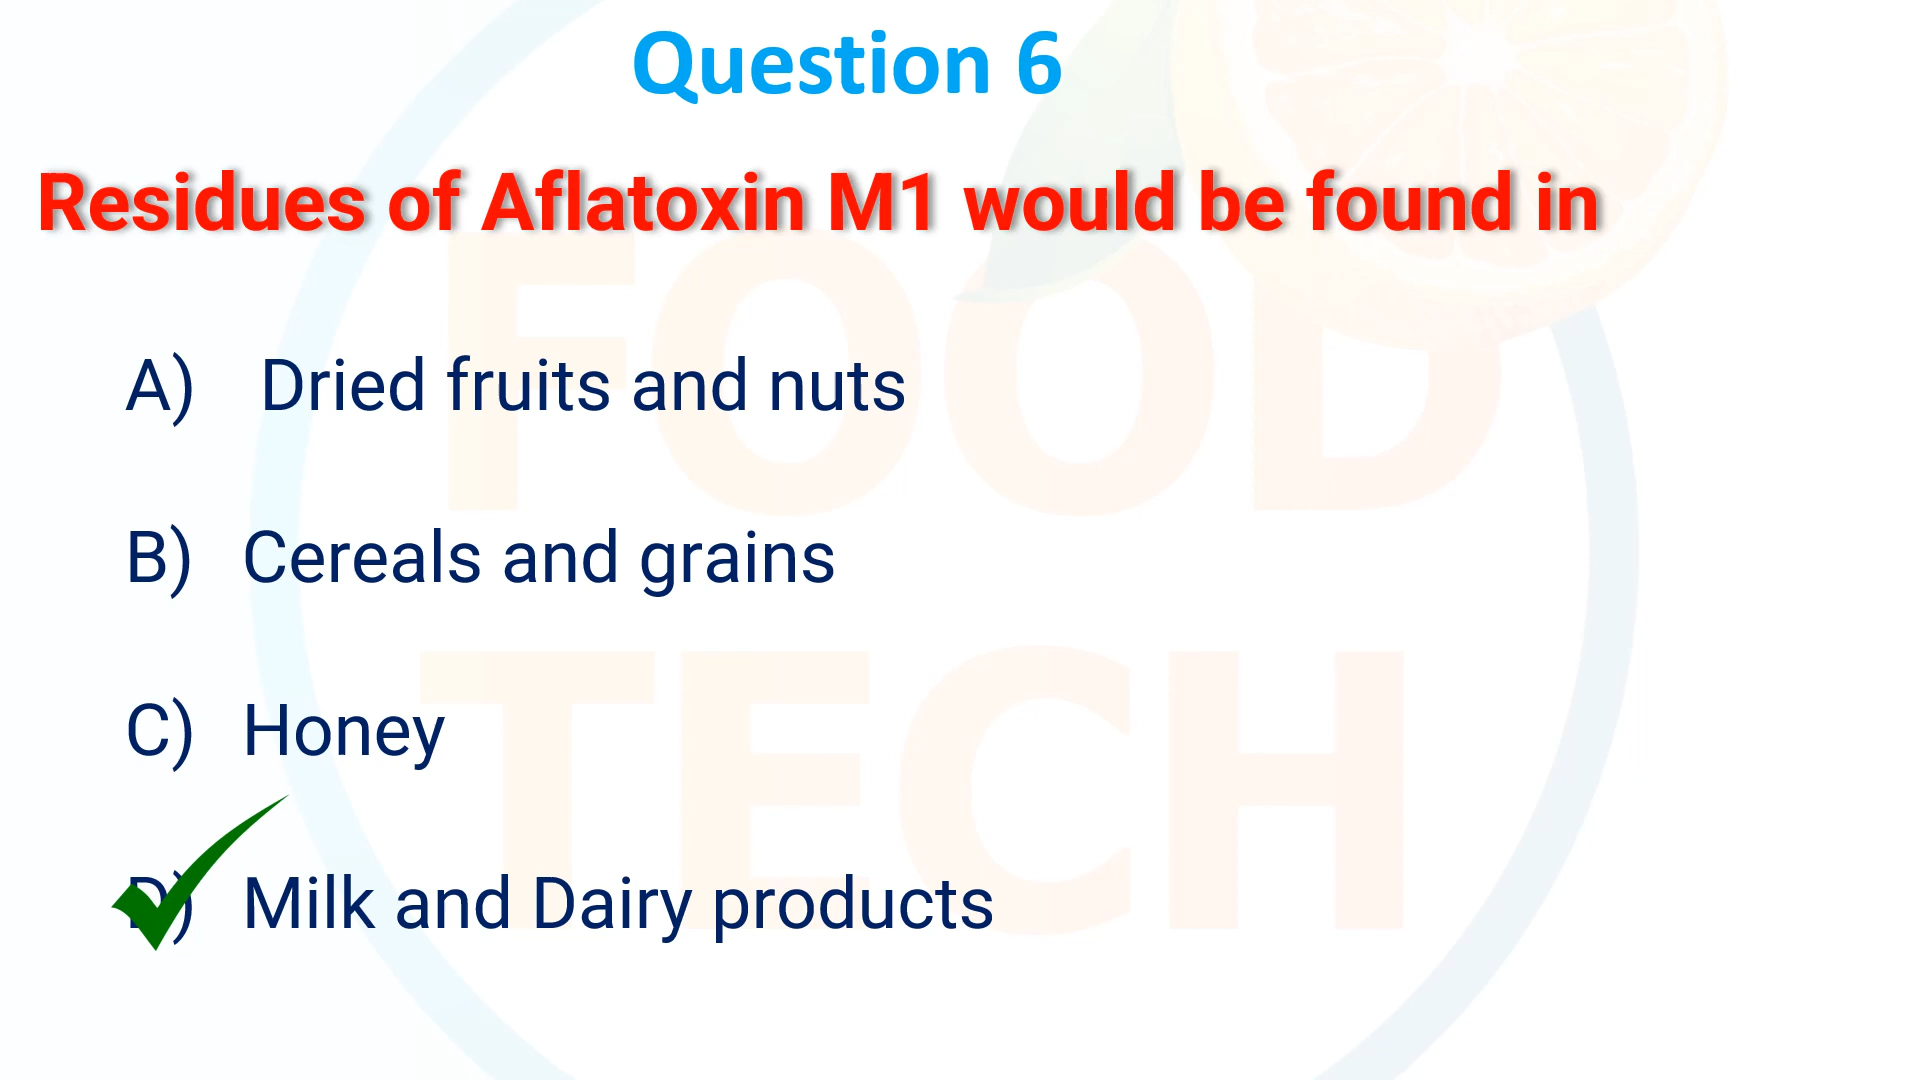 Question 6
Residues of Aflatoxin M1 would be found in
A) Dried fruits and nuts
B) Cereals and grains
C) Honey
D) Milk and Dairy products
FOOD
TECH